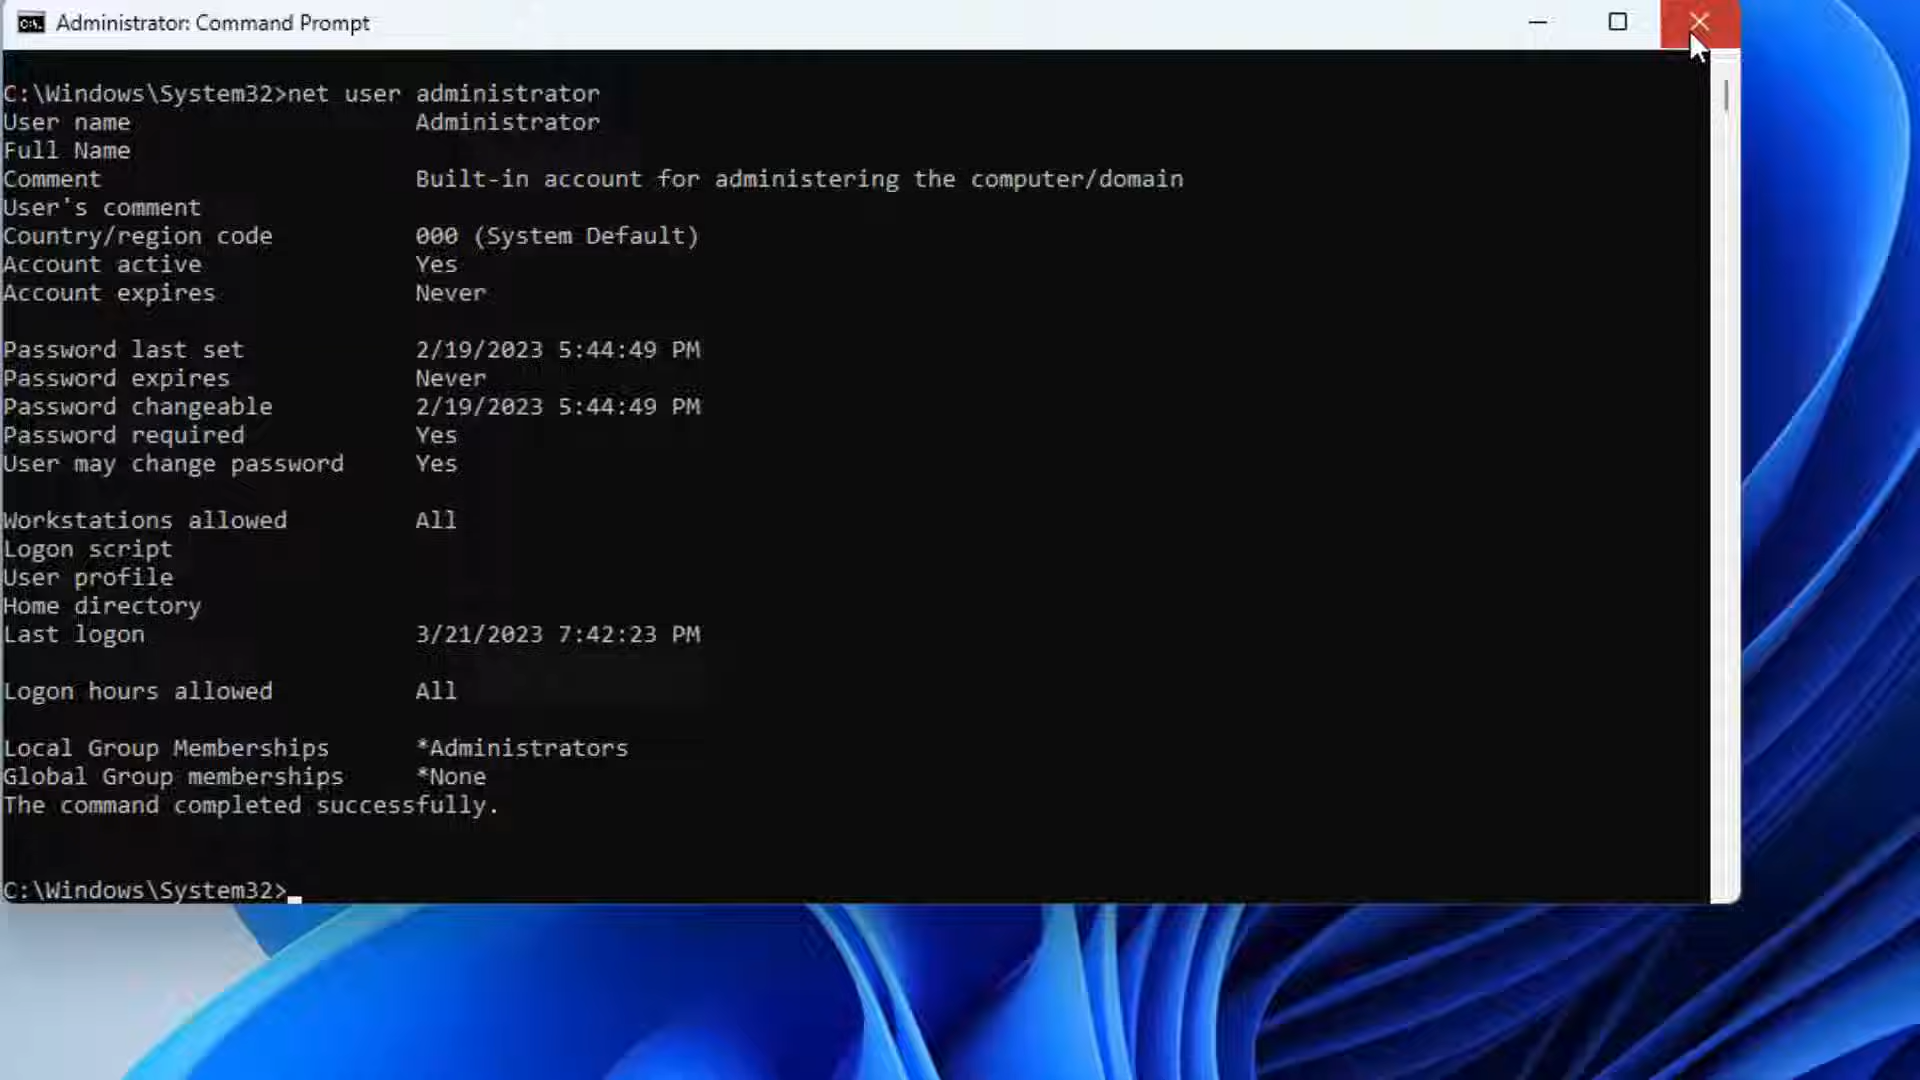 Administrator: Command Prompt
C:\Windows\System32>net user administrator
User name Administrator
Full Name
Comment Built-in account for administering the computer/domain
User's comment
Country/region code 000 (System Default)
Account active Yes
Account expires Never
Password last set 2/19/2023 5:44:49 PM
Password expires Never
Password changeable 2/19/2023 5:44:49 PM
Password required Yes
User may change password Yes
Workstations allowed All
Logon script
User profile
Home directory
Last logon 3/21/2023 7:42:23 PM
Logon hours allowed All
Local Group Memberships *Administrators
Global Group memberships *None
The command completed successfully.
C:\Windows\System32>